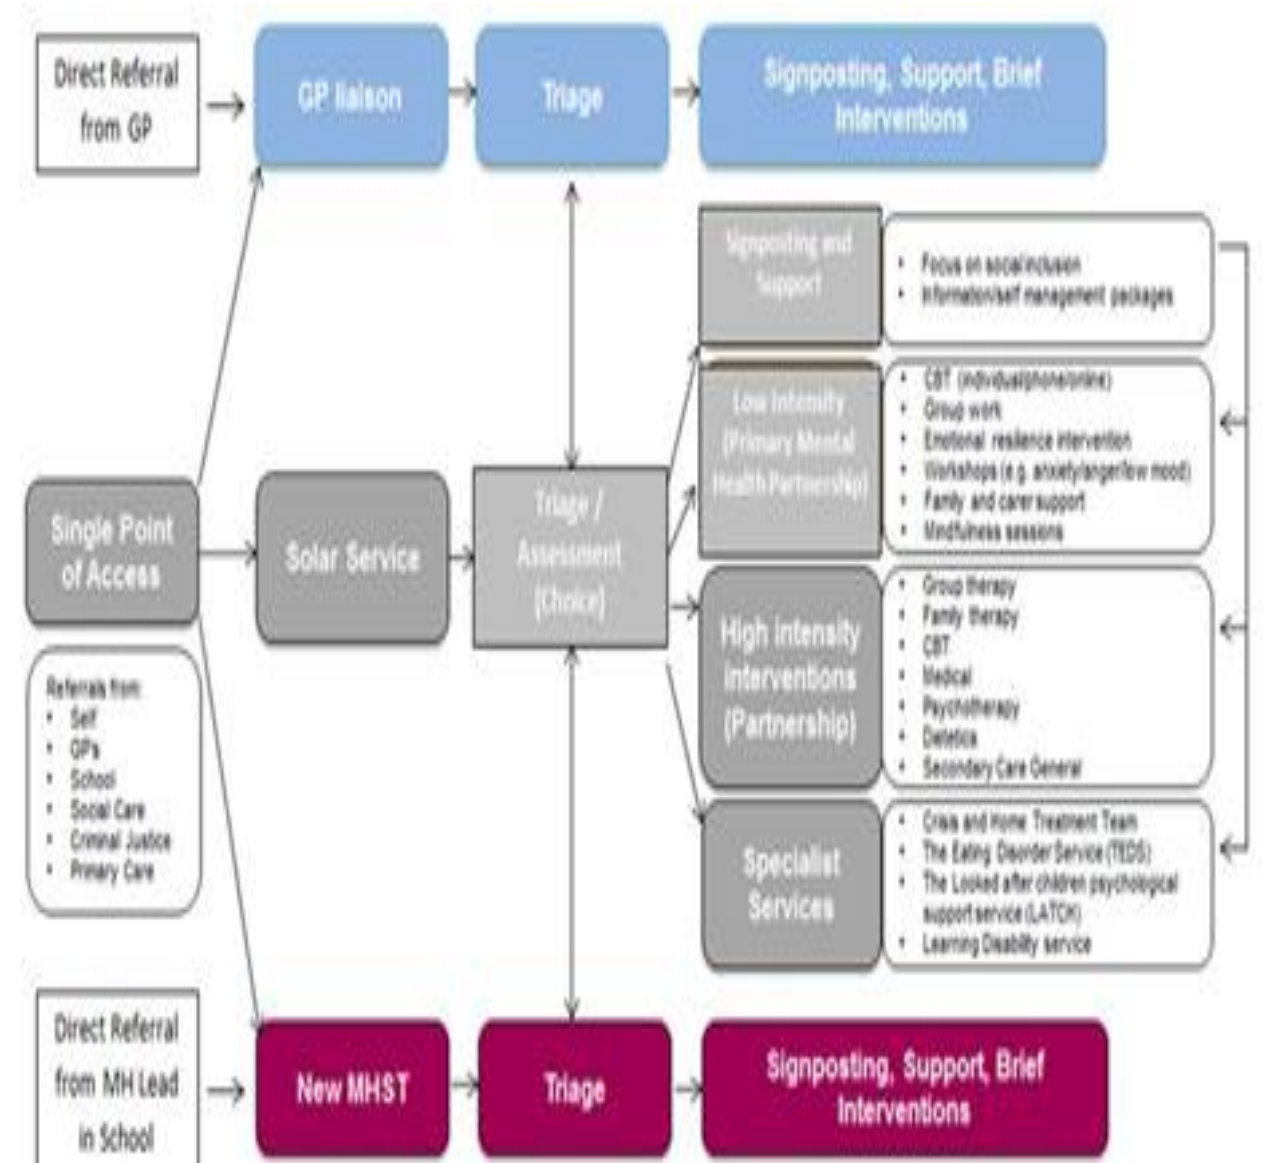 Direct Referral
from GP
GP liaison
Triage
Signposting, Support, Brief
Interventions
Signposting and
Support
• Focus on social inclusion
• Information/self management packages
Low Intensity
(Primary Mental
Health Partnership)
• CBT (individual/phone/online)
• Group work
• Emotional resilience intervention
• Workshops (e.g. anxiety/anger/low mood)
• Family and carer support
• Mindfulness sessions
Single Point
of Access
Solar Service
Triage /
Assessment
(Choice)
High intensity
Interventions
(Partnership)
• Group therapy
• Family therapy
• CBT
• Medical
• Psychotherapy
• Dietetics
• Secondary Care General
Referrals from:
• Self
• GPs
• School
• Social Care
• Criminal Justice
• Primary Care
Specialist
Services
• Crisis and Home Treatment Team
• The Eating Disorder Service (TEDS)
• The Looked after children psychological
support service (LATCH)
• Learning Disability service
Direct Referral
from MH Lead
in School
New MHST
Triage
Signposting, Support, Brief
Interventions